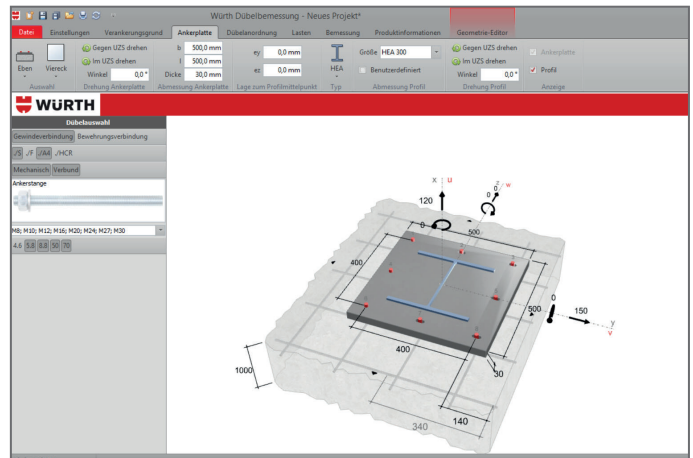 Würth Dübelbemessung - Neues Projekt*
Datei Einstellungen Verankerungsgrund Ankerplatte Dübelanordnung Lasten Bemessung Produktinformationen Geometrie-Editor
Gegen UZS drehen b 500,0 mm ey 0,0 mm Größe HEA 300 Gegen UZS drehen Ankerplatte
Im UZS drehen l 500,0 mm ez 0,0 mm Benutzerdefiniert Im UZS drehen Profil
Eben Viereck Winkel 0,0 ° Dicke 30,0 mm HEA Winkel 0,0 °
Auswahl Drehung Ankerplatte Abmessung Ankerplatte Lage zum Profilmittelpunkt Typ Abmessung Profil Drehung Profil Anzeige
WÜRTH
Dübelauswahl
Gewindeverbindung Bewehrungsverbindung
/S /F /A4 /HCR
Mechanisch Verbund
Ankerstange
M8; M10; M12; M16; M20; M24; M27; M30
4.6 5.8 8.8 50 70
x u
z w
120
0
0
0
500
400
500
0
150
y
v
400
30
1000
140
340